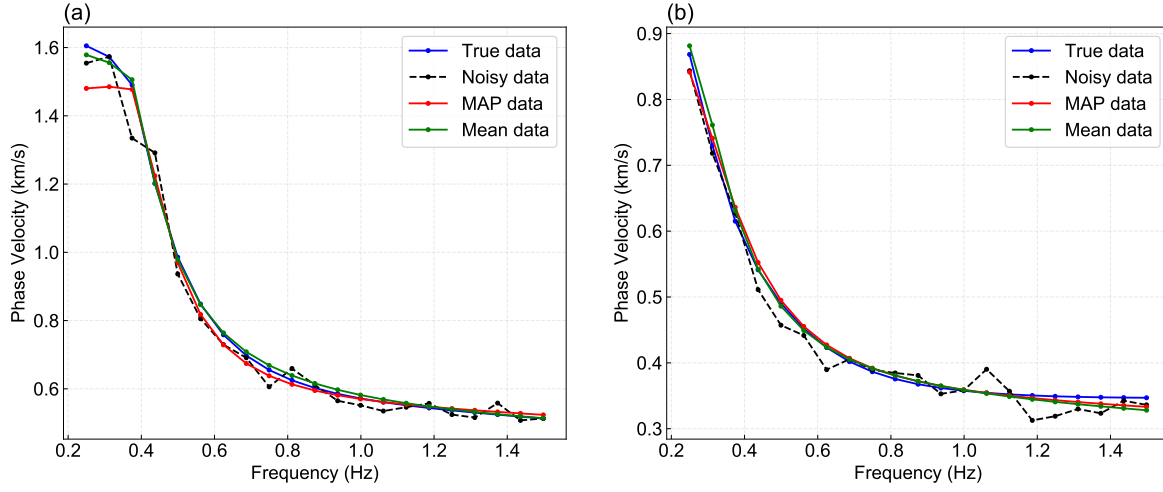 (a)
Phase Velocity (km/s)
1.6
1.4
1.2
1.0
0.8
0.6
0.2 0.4 0.6 0.8 1.0 1.2 1.4
Frequency (Hz)
True data
Noisy data
MAP data
Mean data
(b)
Phase Velocity (km/s)
0.9
0.8
0.7
0.6
0.5
0.4
0.3
0.2 0.4 0.6 0.8 1.0 1.2 1.4
Frequency (Hz)
True data
Noisy data
MAP data
Mean data